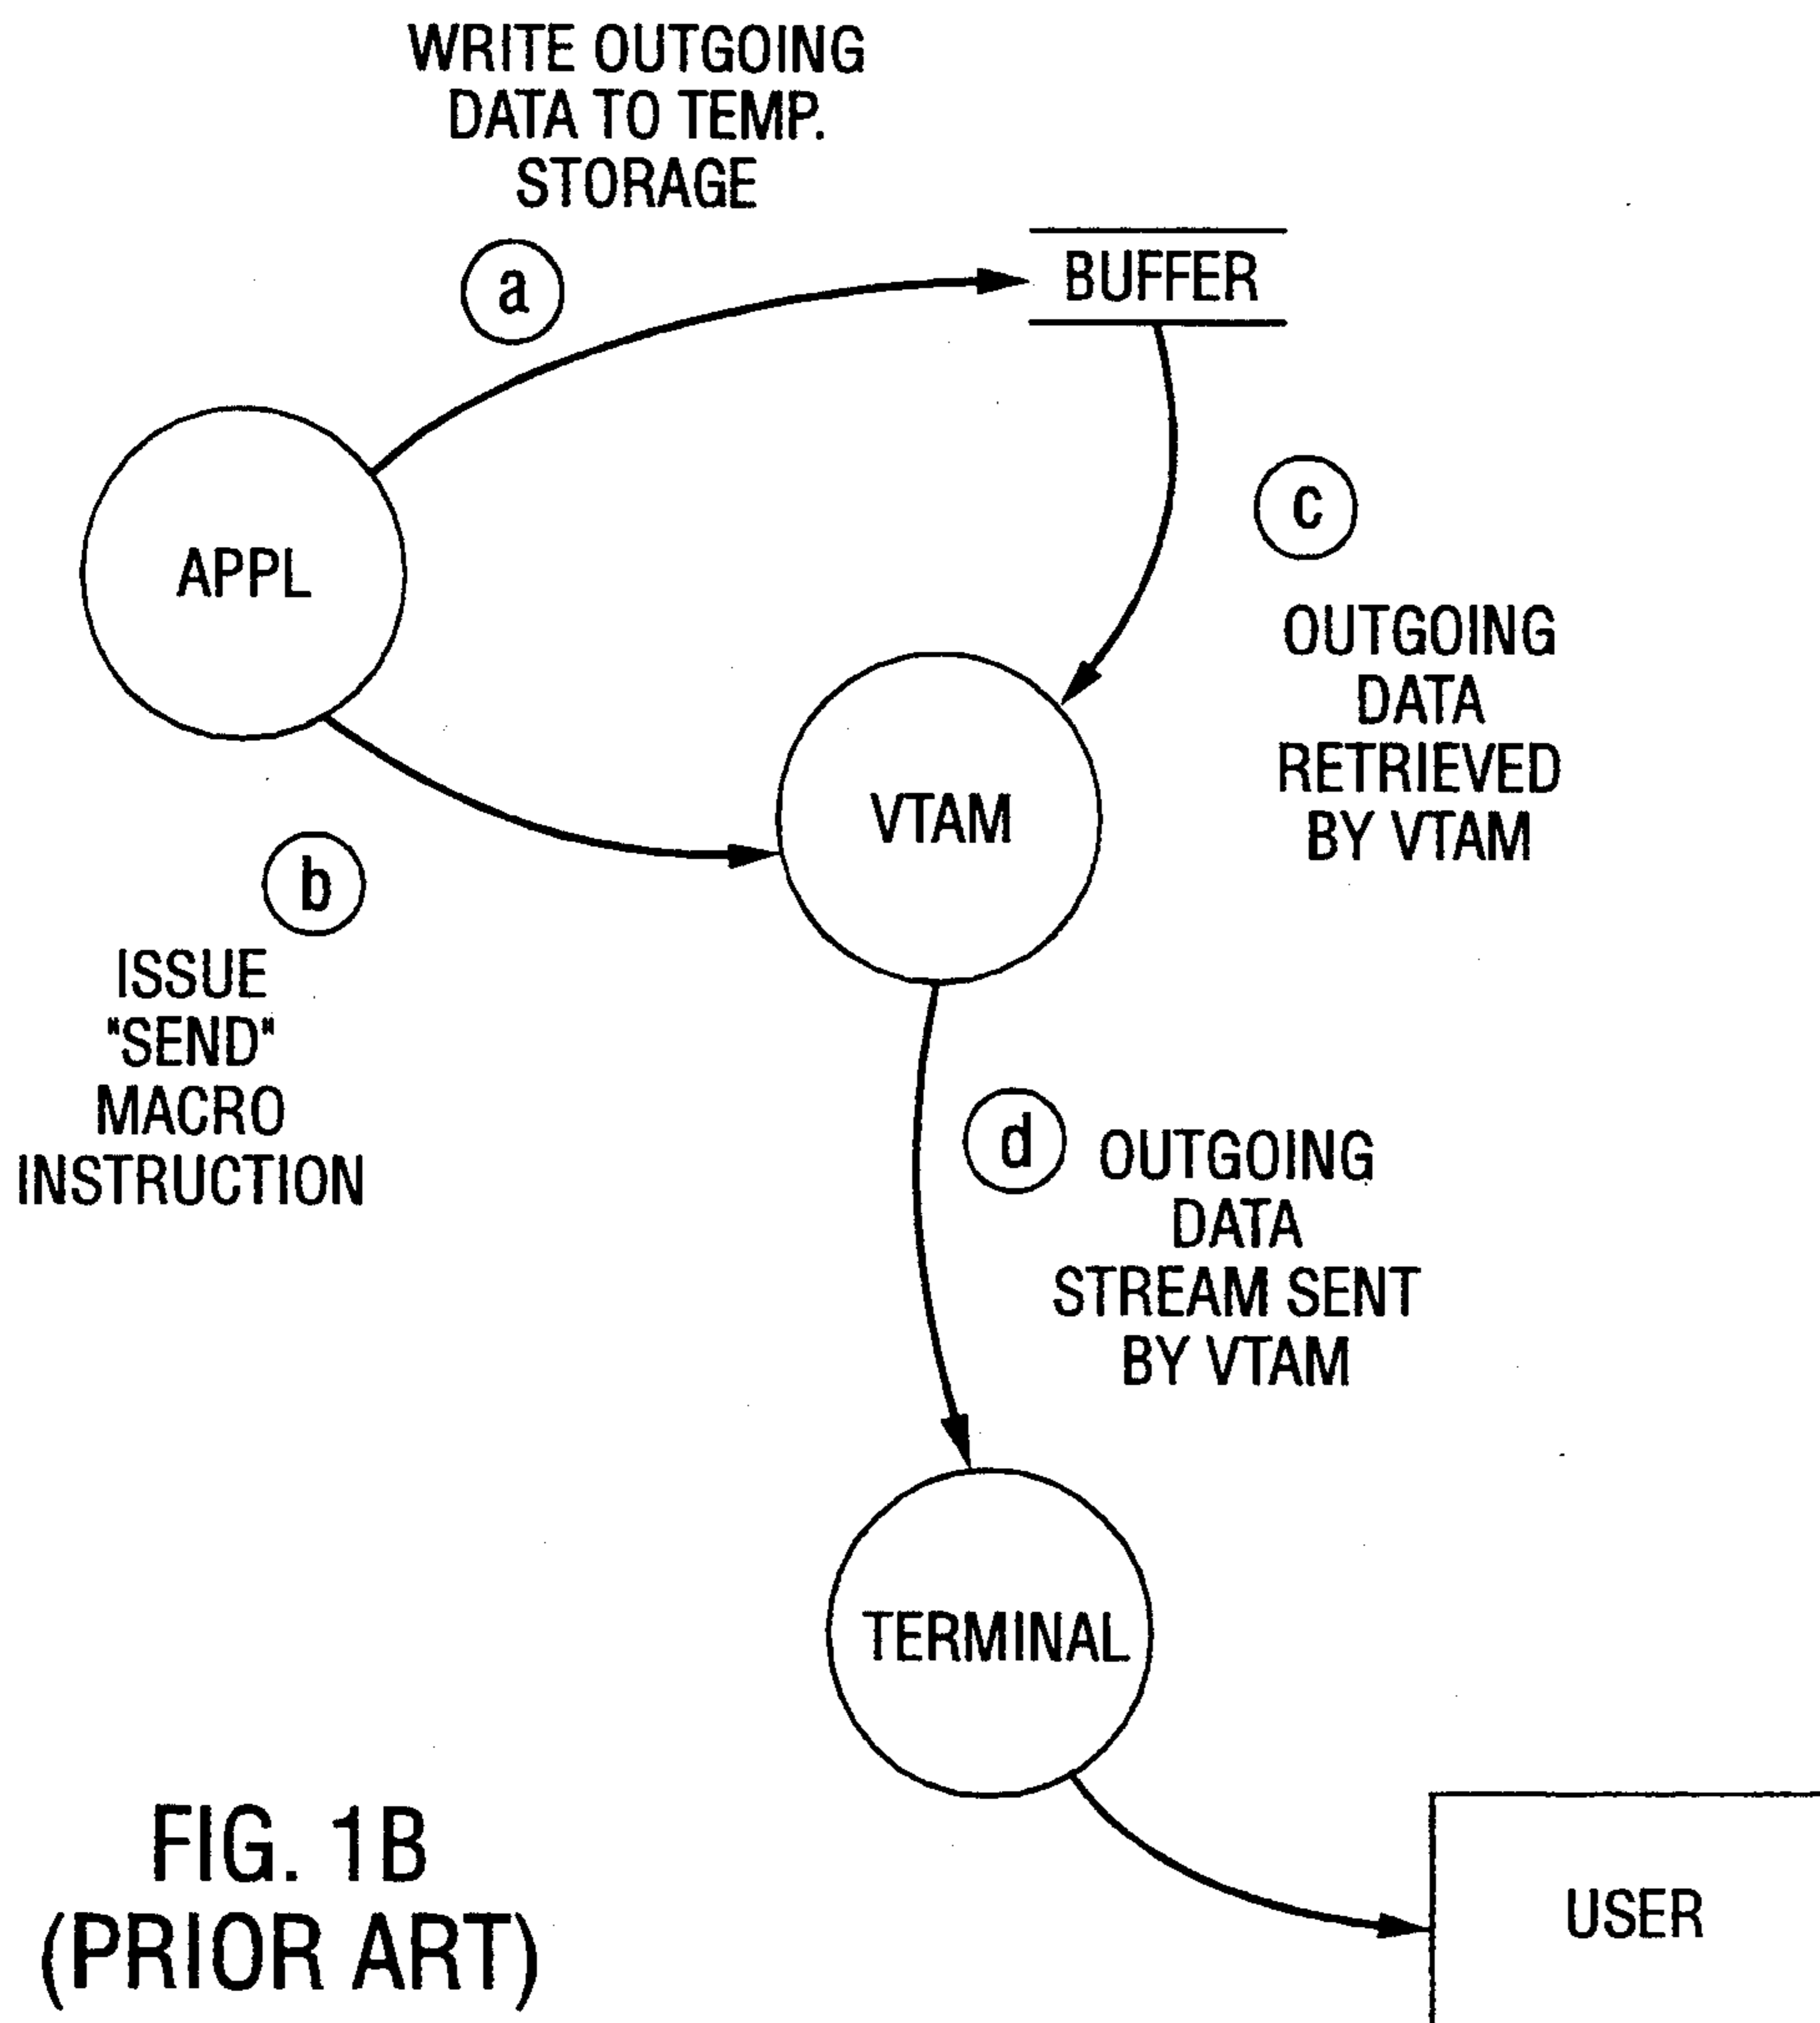 WRITE OUTGOING
DATA TO TEMP.
STORAGE
a
BUFFER
c
APPL
OUTGOING
DATA
RETRIEVED
BY VTAM
VTAM
b
ISSUE
"SEND"
MACRO
INSTRUCTION
d
OUTGOING
DATA
STREAM SENT
BY VTAM
TERMINAL
USER
FIG. 1B
(PRIOR ART)